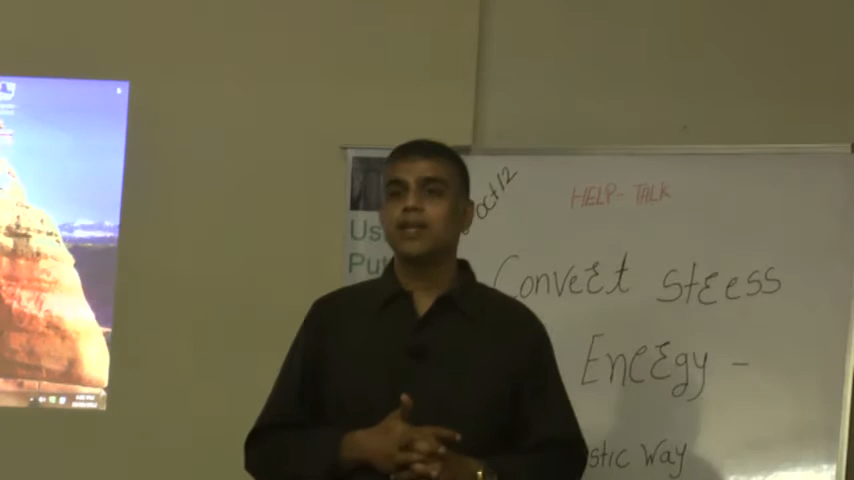 Oct 12
HELP-TALK
Us
Put
Convert Stress
Energy -
stic Way